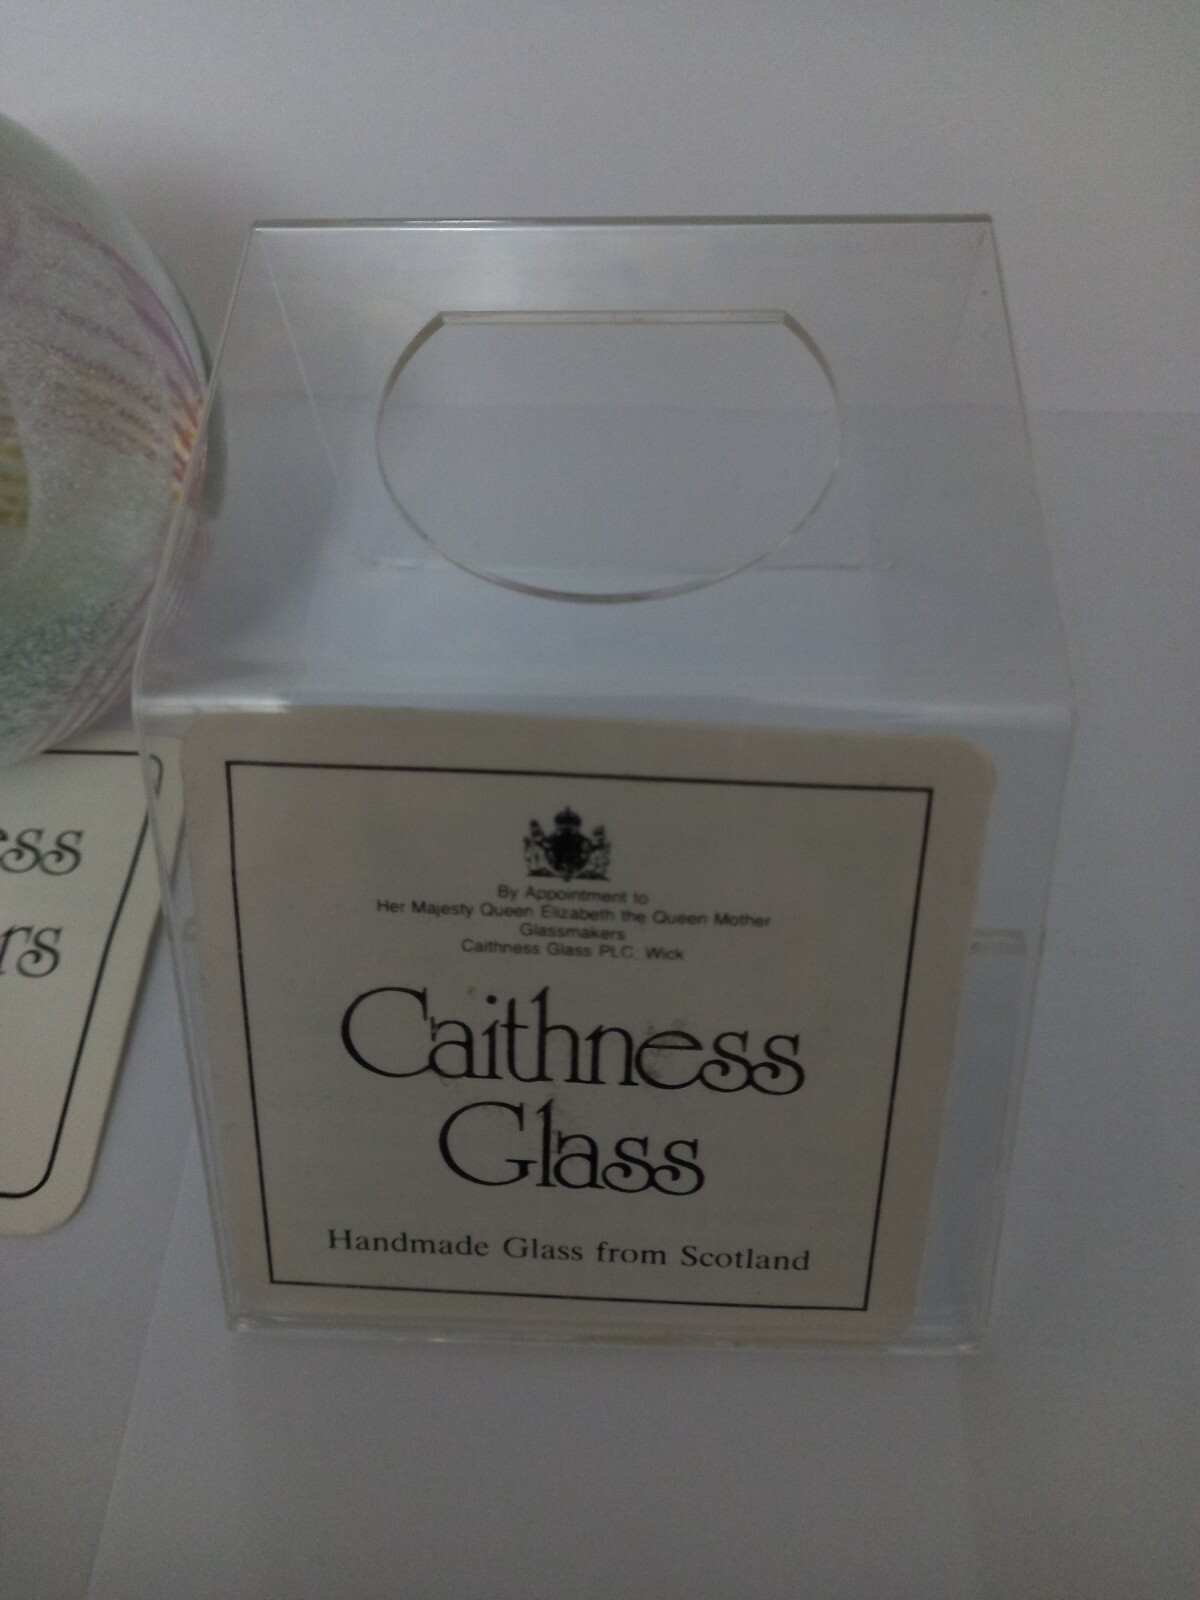 By Appointment to
Her Majesty Queen Elizabeth the Queen Mother
Glassmakers
Caithness Glass PLC. Wick
Caithness
Glass
Handmade Glass from Scotland
ess
rs